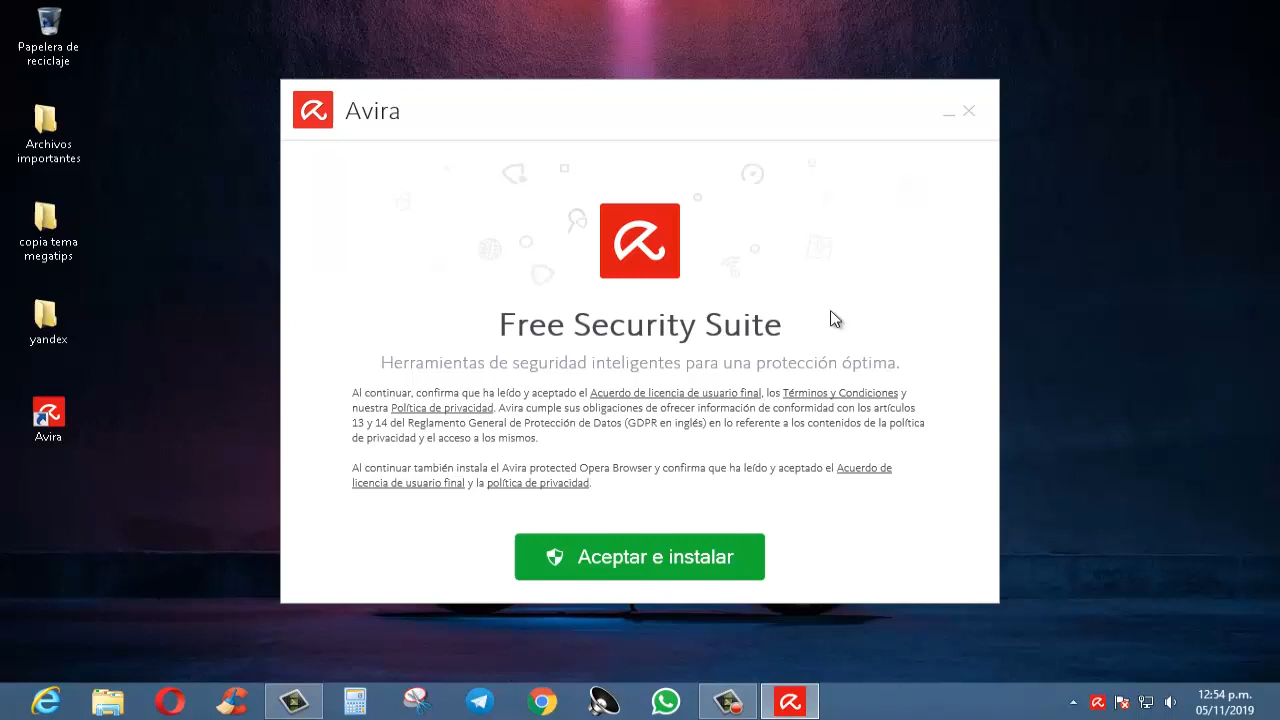 Papelera de
reciclaje
Archivos
importantes
copia tema
megatips
yandex
Avira
Avira
Free Security Suite
Herramientas de seguridad inteligentes para una protección óptima.
Al continuar, confirma que ha leído y aceptado el Acuerdo de licencia de usuario final, los Términos y Condiciones y
nuestra Política de privacidad. Avira cumple sus obligaciones de ofrecer información de conformidad con los artículos
13 y 14 del Reglamento General de Protección de Datos (GDPR en inglés) en lo referente a los contenidos de la política
de privacidad y el acceso a los mismos.
Al continuar también instala el Avira protected Opera Browser y confirma que ha leído y aceptado el Acuerdo de
licencia de usuario final y la política de privacidad.
Aceptar e instalar
12:54 p.m.
05/11/2019